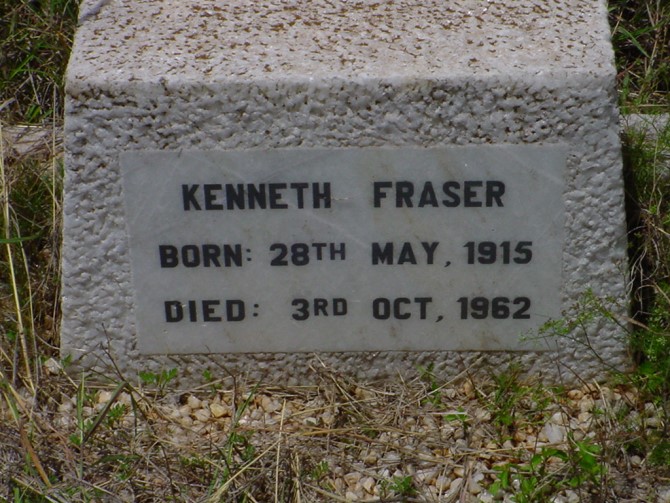 KENNETH FRASER
BORN: 28TH MAY, 1915
DIED: 3RD OCT, 1962